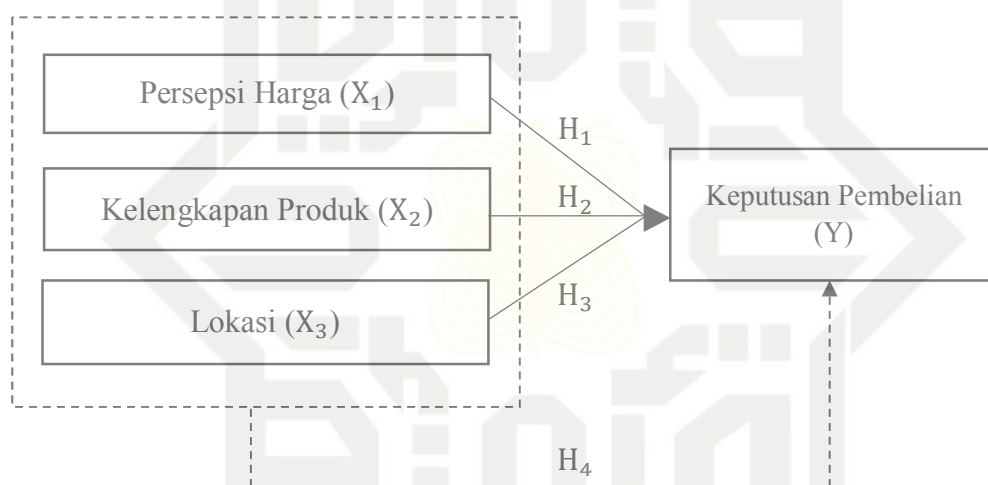 Persepsi Harga (X₁)
H₁
Kelengkapan Produk (X₂)
H₂
Keputusan Pembelian
(Y)
Lokasi (X₃)
H₃
H₄